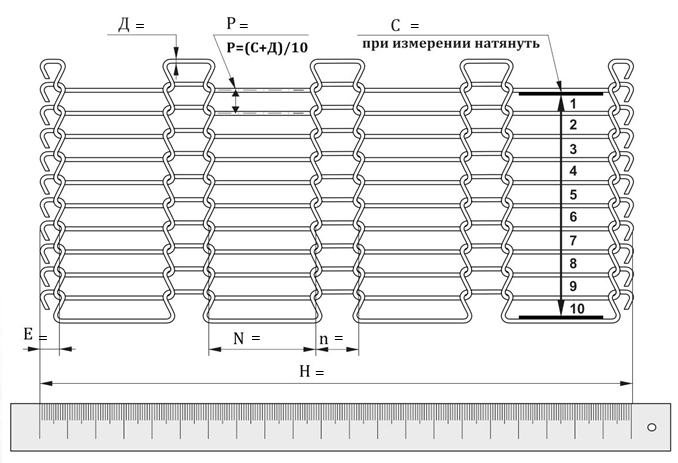 Д =
P =
P=(C+Д)/10
C =
при измерении натянуть
1
2
3
4
5
6
7
8
9
10
E =
N =
n =
H =